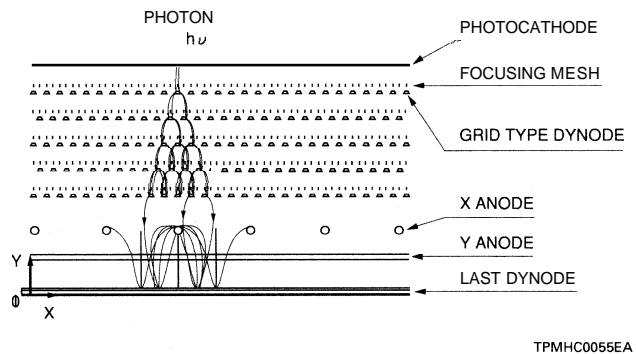 PHOTON
hν
PHOTOCATHODE
FOCUSING MESH
GRID TYPE DYNODE
X ANODE
Y ANODE
LAST DYNODE
Y
0
X
TPMHC0055EA